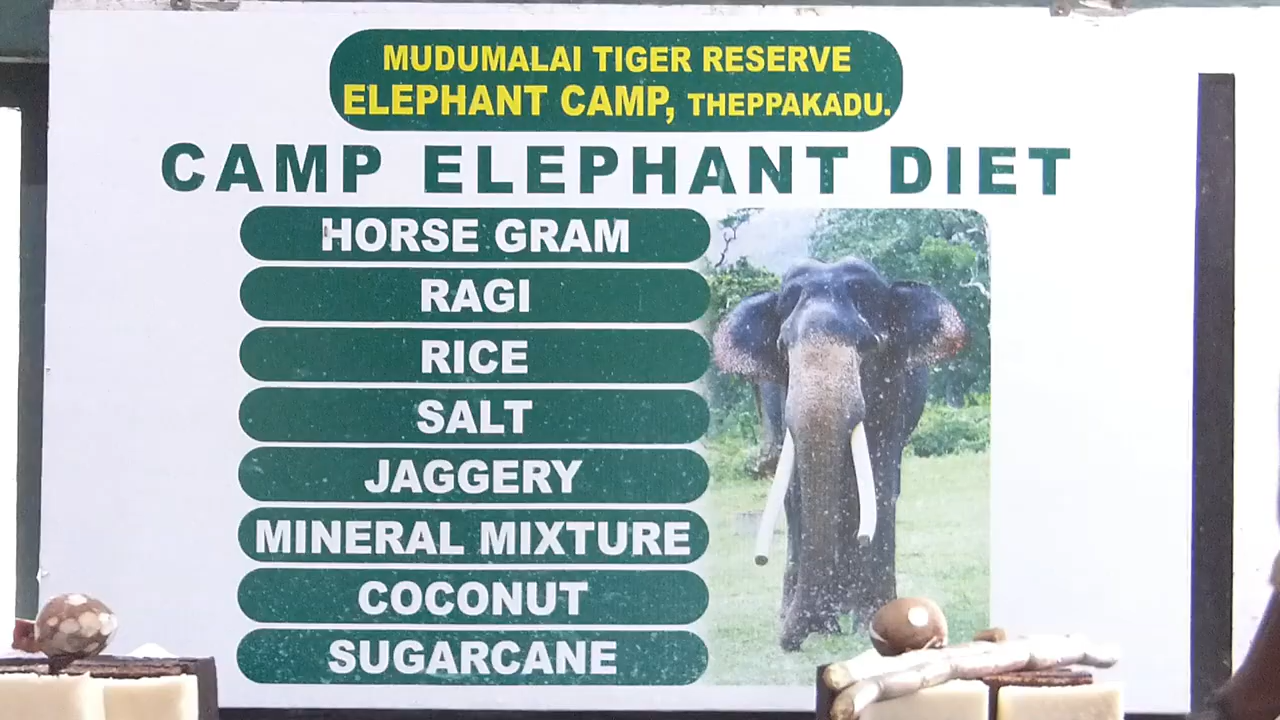 MUDUMALAI TIGER RESERVE
ELEPHANT CAMP, THEPPAKADU.
CAMP ELEPHANT DIET
HORSE GRAM
RAGI
RICE
SALT
JAGGERY
MINERAL MIXTURE
COCONUT
SUGARCANE